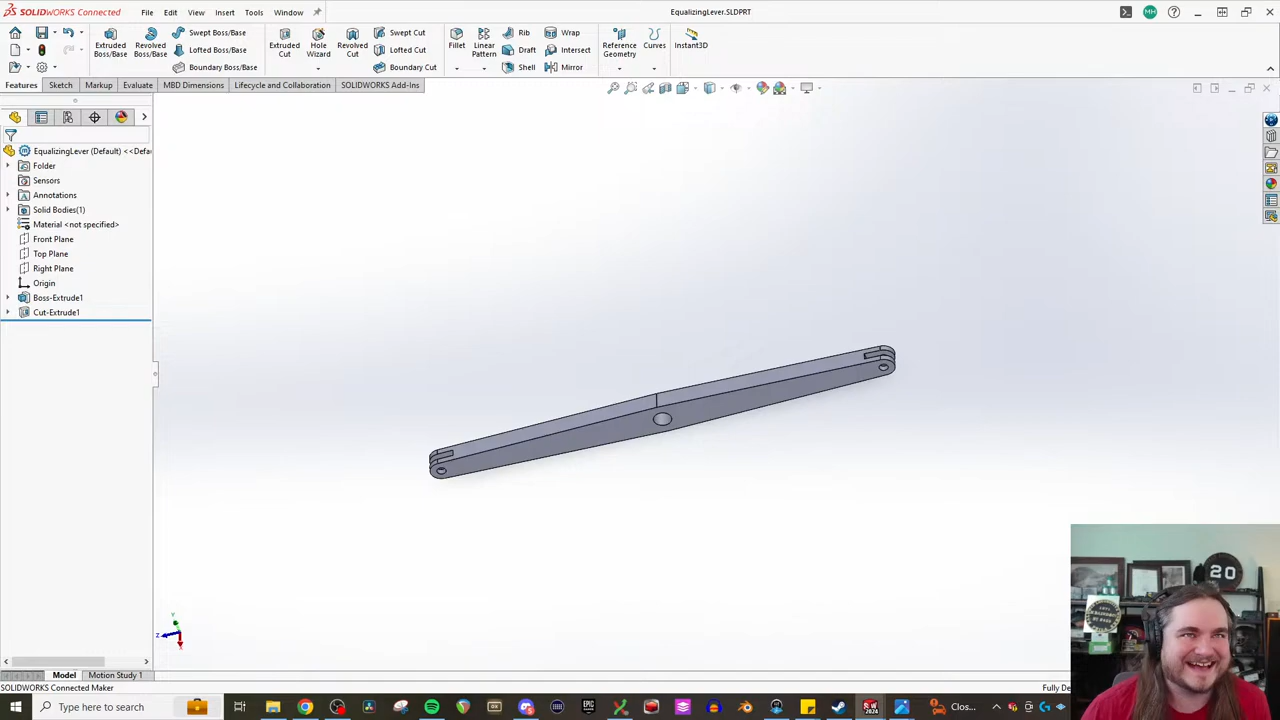 SOLIDWORKS Connected File Edit View Insert Tools Window EqualizingLever.SLDPRT MH
Extruded Boss/Base
Revolved Boss/Base
Swept Boss/Base
Lofted Boss/Base
Boundary Boss/Base
Extruded Cut
Hole Wizard
Revolved Cut
Swept Cut
Lofted Cut
Boundary Cut
Fillet
Linear Pattern
Rib
Draft
Shell
Wrap
Intersect
Mirror
Reference Geometry
Curves
Instant3D
Features Sketch Markup Evaluate MBD Dimensions Lifecycle and Collaboration SOLIDWORKS Add-Ins
EqualizingLever (Default) <<Defau
Folder
Sensors
Annotations
Solid Bodies(1)
Material <not specified>
Front Plane
Top Plane
Right Plane
Origin
Boss-Extrude1
Cut-Extrude1
20
Y
Z
X
Model Motion Study 1
SOLIDWORKS Connected Maker Fully De
Type here to search Clos...